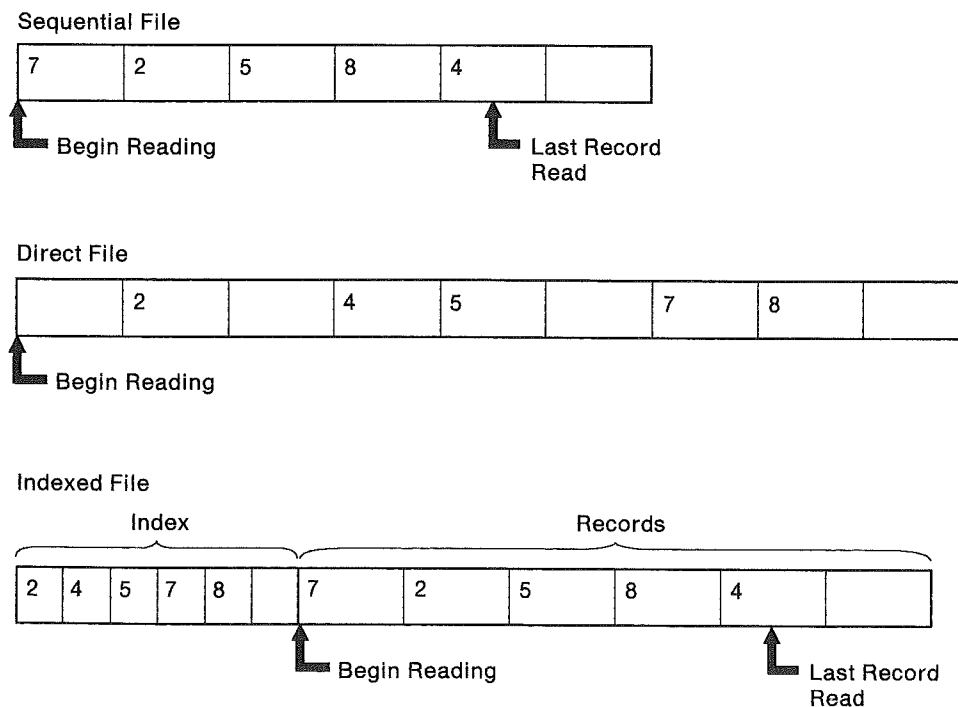 Sequential File
7 2 5 8 4
Begin Reading
Last Record
Read
Direct File
2 4 5 7 8
Begin Reading
Indexed File
Index
Records
2 4 5 7 8 7 2 5 8 4
Begin Reading
Last Record
Read